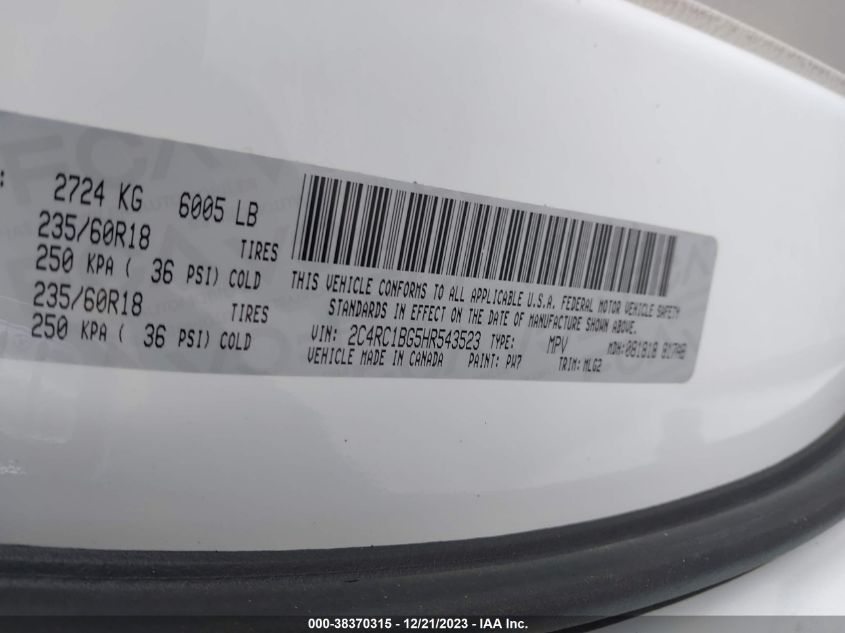 :
2724 KG 6005 LB
235/60R18 TIRES
250 KPA ( 36 PSI) COLD
235/60R18 TIRES
250 KPA ( 36 PSI) COLD
THIS VEHICLE CONFORMS TO ALL APPLICABLE U.S.A. FEDERAL MOTOR VEHICLE SAFETY
STANDARDS IN EFFECT ON THE DATE OF MANUFACTURE SHOWN ABOVE.
VIN: 2C4RC1BG5HR543523 TYPE: MPV MDH:081818
VEHICLE MADE IN CANADA PAINT: PW7 TRIM: MLG2
000-38370315 - 12/21/2023 - IAA Inc.